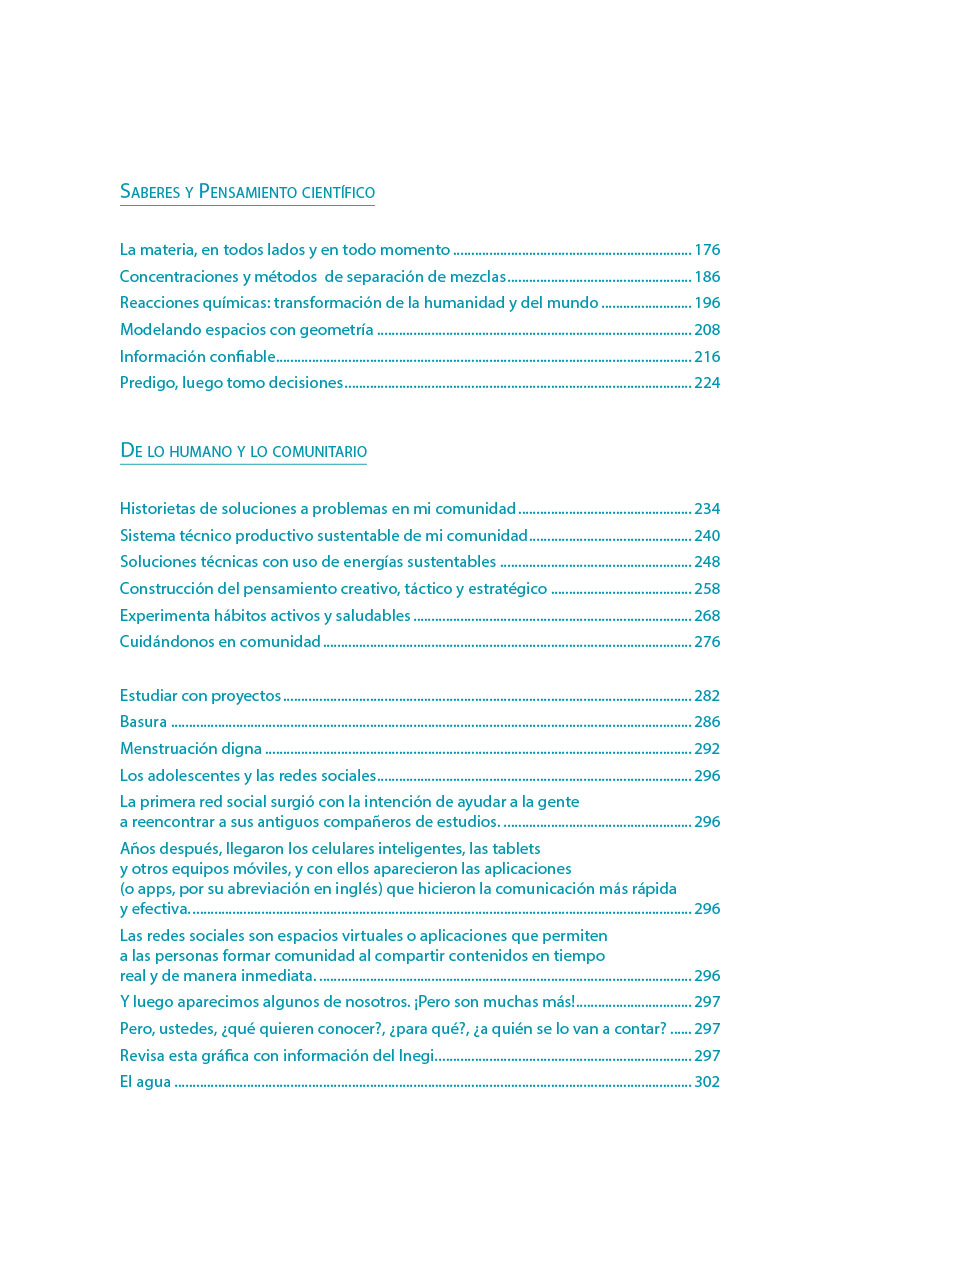 Saberes y Pensamiento científico
La materia, en todos lados y en todo momento 176
Concentraciones y métodos de separación de mezclas 186
Reacciones químicas: transformación de la humanidad y del mundo 196
Modelando espacios con geometría 208
Información confiable 216
Predigo, luego tomo decisiones 224
De lo humano y lo comunitario
Historietas de soluciones a problemas en mi comunidad 234
Sistema técnico productivo sustentable de mi comunidad 240
Soluciones técnicas con uso de energías sustentables 248
Construcción del pensamiento creativo, táctico y estratégico 258
Experimenta hábitos activos y saludables 268
Cuidándonos en comunidad 276
Estudiar con proyectos 282
Basura 286
Menstruación digna 292
Los adolescentes y las redes sociales 296
La primera red social surgió con la intención de ayudar a la gente
a reencontrar a sus antiguos compañeros de estudios. 296
Años después, llegaron los celulares inteligentes, las tablets
y otros equipos móviles, y con ellos aparecieron las aplicaciones
(o apps, por su abreviación en inglés) que hicieron la comunicación más rápida
y efectiva. 296
Las redes sociales son espacios virtuales o aplicaciones que permiten
a las personas formar comunidad al compartir contenidos en tiempo
real y de manera inmediata. 296
Y luego aparecimos algunos de nosotros. ¡Pero son muchas más! 297
Pero, ustedes, ¿qué quieren conocer?, ¿para qué?, ¿a quién se lo van a contar? 297
Revisa esta gráfica con información del Inegi. 297
El agua 302